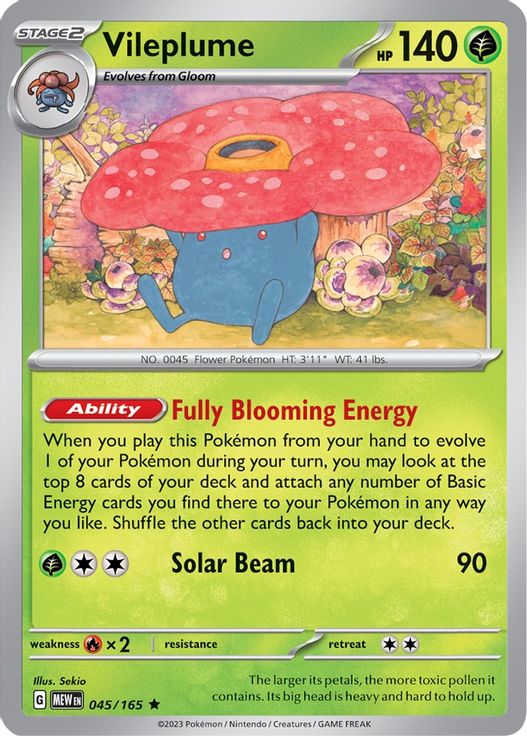 STAGE2
Vileplume
HP 140
Evolves from Gloom
NO. 0045 Flower Pokémon HT: 3'11" WT: 41 lbs.
Ability Fully Blooming Energy
When you play this Pokémon from your hand to evolve
1 of your Pokémon during your turn, you may look at the
top 8 cards of your deck and attach any number of Basic
Energy cards you find there to your Pokémon in any way
you like. Shuffle the other cards back into your deck.
Solar Beam 90
weakness ×2 resistance retreat
Illus. Sekio
The larger its petals, the more toxic pollen it
contains. Its big head is heavy and hard to hold up.
G MEW EN 045/165 ★
©2023 Pokémon / Nintendo / Creatures / GAME FREAK